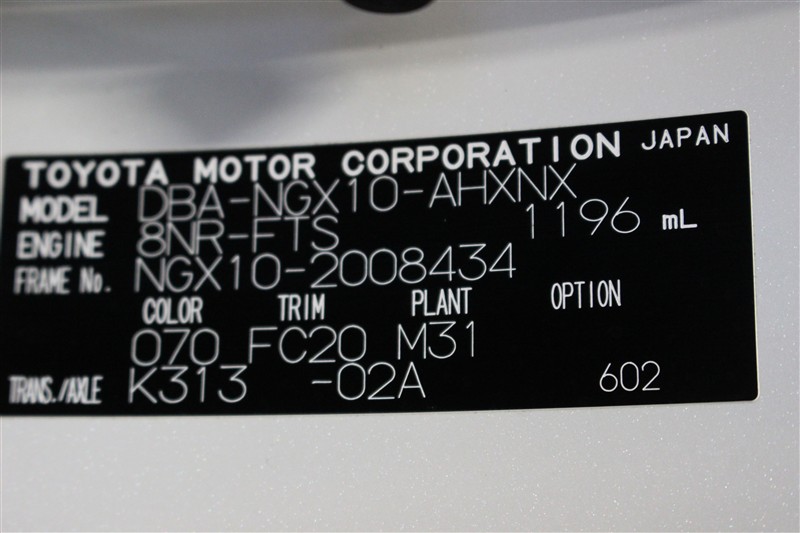 TOYOTA MOTOR CORPORATION JAPAN
MODEL DBA-NGX10-AHXNX
ENGINE 8NR-FTS 1196 mL
FRAME No. NGX10-2008434
COLOR TRIM PLANT OPTION
070 FC20 M31
TRANS./AXLE K313 -02A 602